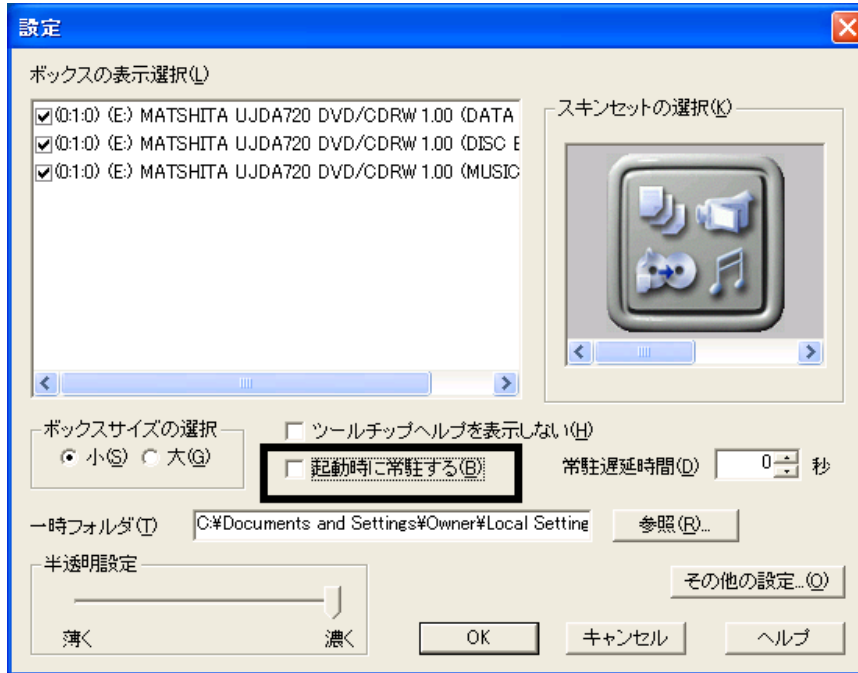 設定
ボックスの表示選択(L)
(0:1:0) (E:) MATSHITA UJDA720 DVD/CDRW 1.00 (DATA
(0:1:0) (E:) MATSHITA UJDA720 DVD/CDRW 1.00 (DISC
(0:1:0) (E:) MATSHITA UJDA720 DVD/CDRW 1.00 (MUSIC
スキンセットの選択(K)
ボックスサイズの選択
小(S) 大(G)
ツールチップヘルプを表示しない(H)
起動時に常駐する(B)
常駐遅延時間(D) 0 秒
一時フォルダ(T) C:¥Documents and Settings¥Owner¥Local Setting 参照(R)...
半透明設定
薄く 濃く
その他の設定...(O)
OK キャンセル ヘルプ